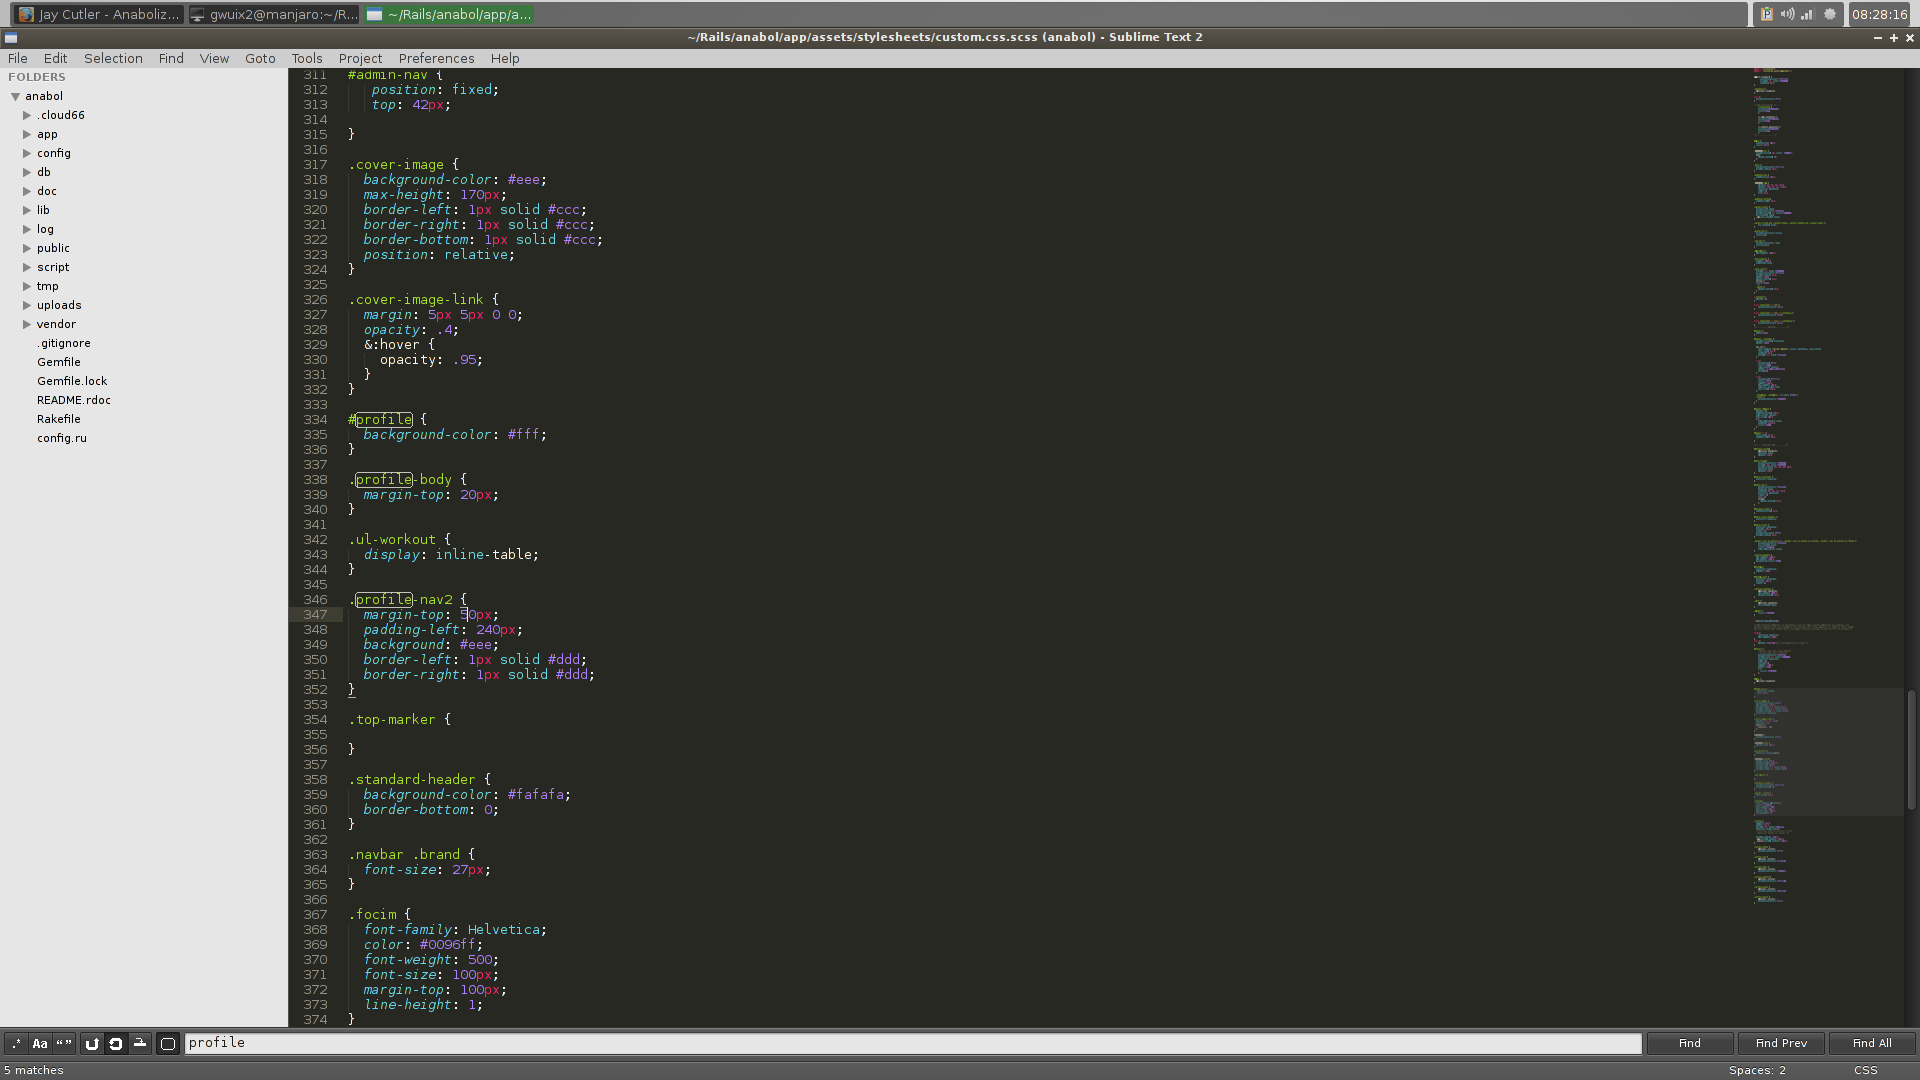 Jay Cutler - Anaboliz...
gwuix2@manjaro:~/R...
~/Rails/anabol/app/a...
08:28:16
~/Rails/anabol/app/assets/stylesheets/custom.css.scss (anabol) - Sublime Text 2
File Edit Selection Find View Goto Tools Project Preferences Help
FOLDERS
anabol
.cloud66
app
config
db
doc
lib
log
public
script
tmp
uploads
vendor
.gitignore
Gemfile
Gemfile.lock
README.rdoc
Rakefile
config.ru
311 #admin-nav {
312 position: fixed;
313 top: 42px;
314
315 }
316
317 .cover-image {
318 background-color: #eee;
319 max-height: 170px;
320 border-left: 1px solid #ccc;
321 border-right: 1px solid #ccc;
322 border-bottom: 1px solid #ccc;
323 position: relative;
324 }
325
326 .cover-image-link {
327 margin: 5px 5px 0 0;
328 opacity: .4;
329 &:hover {
330 opacity: .95;
331 }
332 }
333
334 #profile {
335 background-color: #fff;
336 }
337
338 .profile-body {
339 margin-top: 20px;
340 }
341
342 .ul-workout {
343 display: inline-table;
344 }
345
346 .profile-nav2 {
347 margin-top: 50px;
348 padding-left: 240px;
349 background: #eee;
350 border-left: 1px solid #ddd;
351 border-right: 1px solid #ddd;
352 }
353
354 .top-marker {
355
356 }
357
358 .standard-header {
359 background-color: #fafafa;
360 border-bottom: 0;
361 }
362
363 .navbar .brand {
364 font-size: 27px;
365 }
366
367 .focim {
368 font-family: Helvetica;
369 color: #0096ff;
370 font-weight: 500;
371 font-size: 100px;
372 margin-top: 100px;
373 line-height: 1;
374 }
.* Aa “” profile Find Find Prev Find All
5 matches Spaces: 2 CSS